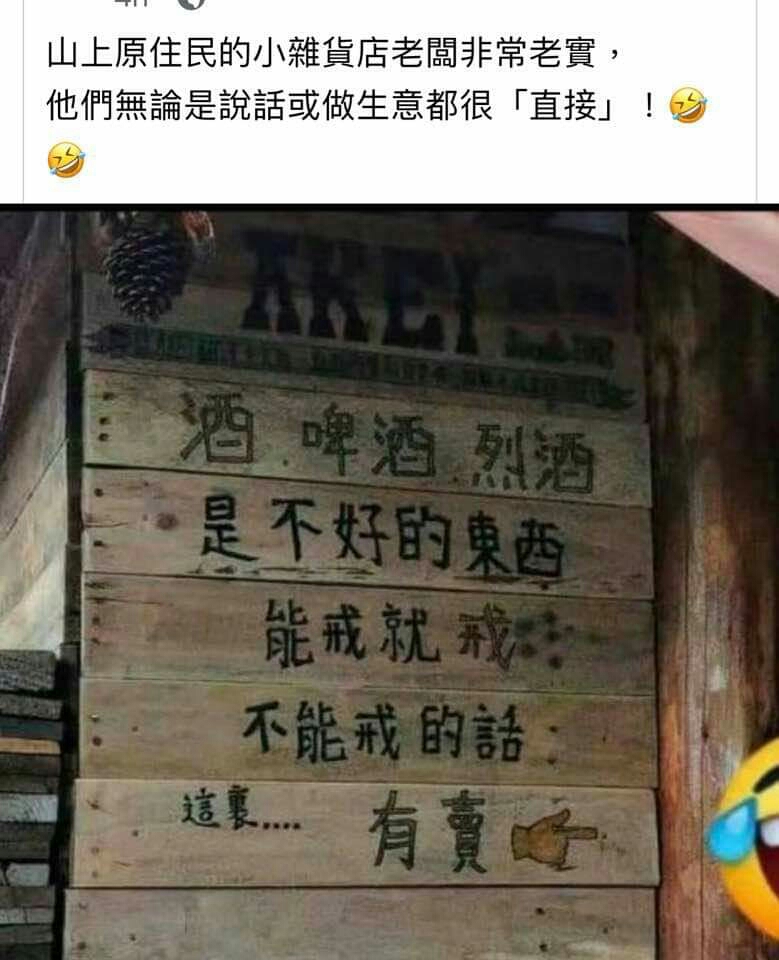 山上原住民的小雜貨店老闆非常老實，
他們無論是說話或做生意都很「直接」！🤣
🤣
AKEY
酒.啤酒.烈酒
是不好的東西
能戒就戒…
不能戒的話:
這裏....有賣